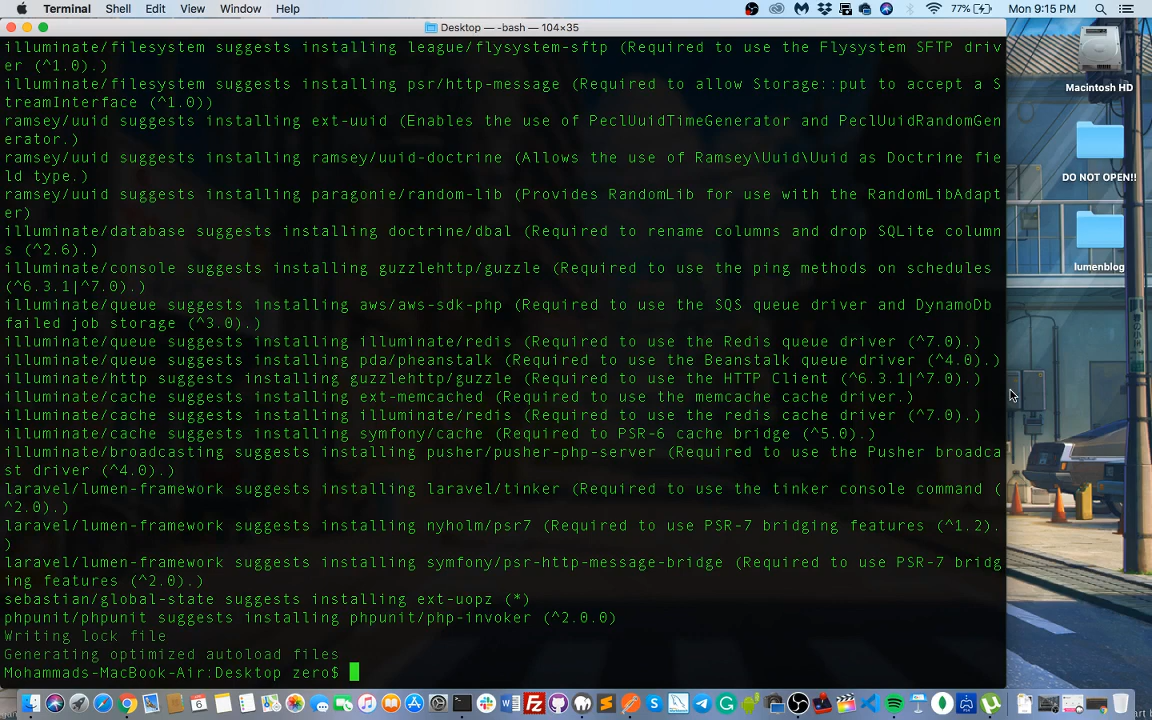 Terminal Shell Edit View Window Help 77% Mon 9:15 PM
Desktop — -bash — 104×35
illuminate/filesystem suggests installing league/flysystem-sftp (Required to use the Flysystem SFTP driv
er (^1.0).)
illuminate/filesystem suggests installing psr/http-message (Required to allow Storage::put to accept a S
treamInterface (^1.0))
ramsey/uuid suggests installing ext-uuid (Enables the use of PeclUuidTimeGenerator and PeclUuidRandomGen
erator.)
ramsey/uuid suggests installing ramsey/uuid-doctrine (Allows the use of Ramsey\Uuid\Uuid as Doctrine fie
ld type.)
ramsey/uuid suggests installing paragonie/random-lib (Provides RandomLib for use with the RandomLibAdapt
er)
illuminate/database suggests installing doctrine/dbal (Required to rename columns and drop SQLite column
s (^2.6).)
illuminate/console suggests installing guzzlehttp/guzzle (Required to use the ping methods on schedules
(^6.3.1|^7.0).)
illuminate/queue suggests installing aws/aws-sdk-php (Required to use the SQS queue driver and DynamoDb
failed job storage (^3.0).)
illuminate/queue suggests installing illuminate/redis (Required to use the Redis queue driver (^7.0).)
illuminate/queue suggests installing pda/pheanstalk (Required to use the Beanstalk queue driver (^4.0).)
illuminate/http suggests installing guzzlehttp/guzzle (Required to use the HTTP Client (^6.3.1|^7.0).)
illuminate/cache suggests installing ext-memcached (Required to use the memcache cache driver.)
illuminate/cache suggests installing illuminate/redis (Required to use the redis cache driver (^7.0).)
illuminate/cache suggests installing symfony/cache (Required to PSR-6 cache bridge (^5.0).)
illuminate/broadcasting suggests installing pusher/pusher-php-server (Required to use the Pusher broadca
st driver (^4.0).)
laravel/lumen-framework suggests installing laravel/tinker (Required to use the tinker console command (
^2.0).)
laravel/lumen-framework suggests installing nyholm/psr7 (Required to use PSR-7 bridging features (^1.2).
)
laravel/lumen-framework suggests installing symfony/psr-http-message-bridge (Required to use PSR-7 bridg
ing features (^2.0).)
sebastian/global-state suggests installing ext-uopz (*)
phpunit/phpunit suggests installing phpunit/php-invoker (^2.0.0)
Writing lock file
Generating optimized autoload files
Mohammads-MacBook-Air:Desktop zero$
Macintosh HD
DO NOT OPEN!!
lumenblog